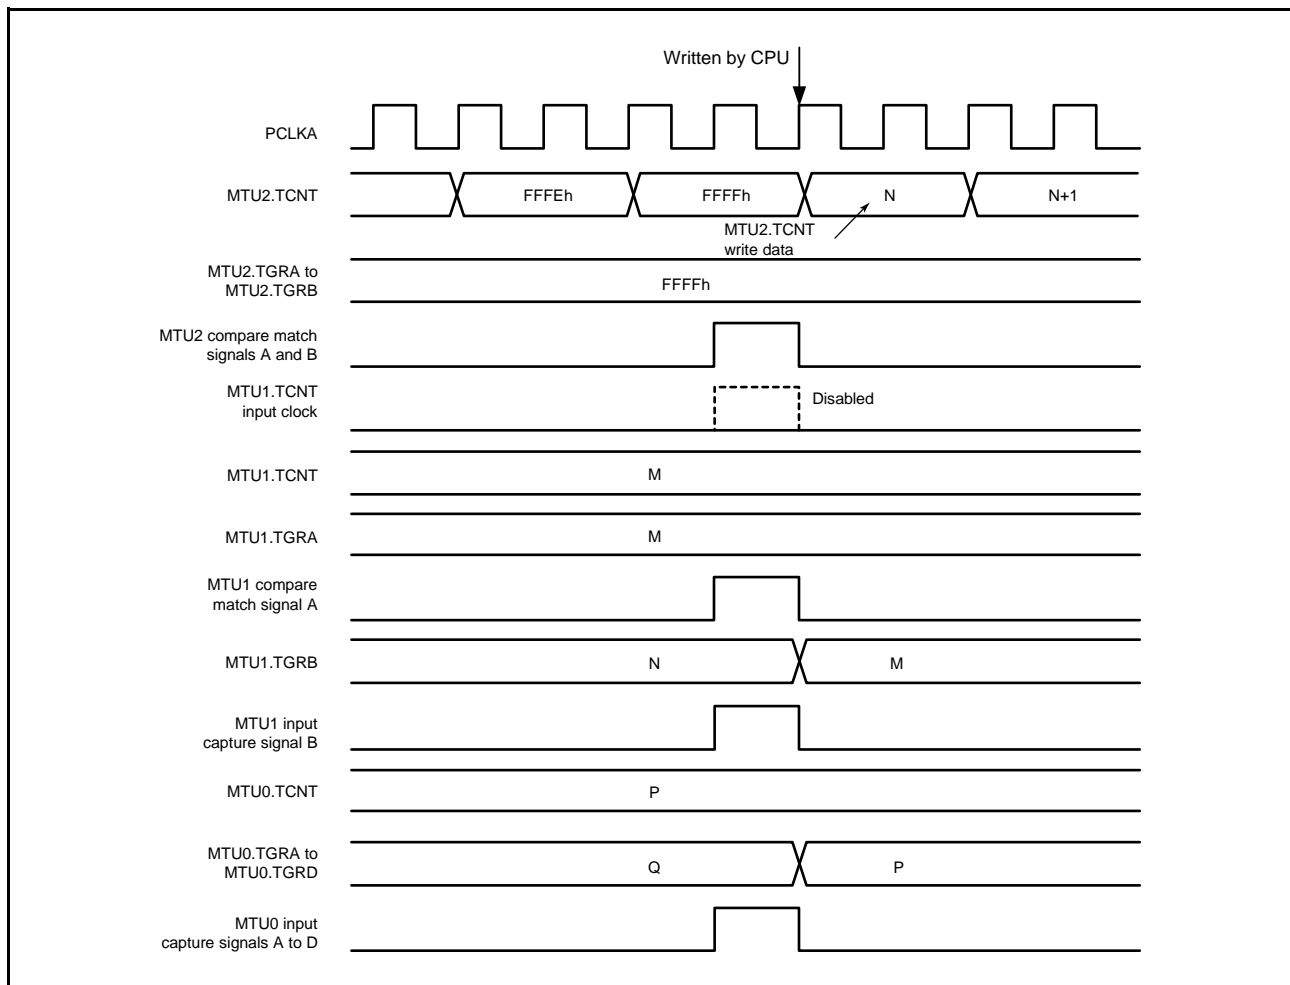 Written by CPU
PCLKA
MTU2.TCNT
FFFEh
FFFFh
N
N+1
MTU2.TCNT
write data
MTU2.TGRA to
MTU2.TGRB
FFFFh
MTU2 compare match
signals A and B
MTU1.TCNT
input clock
Disabled
MTU1.TCNT
M
MTU1.TGRA
M
MTU1 compare
match signal A
MTU1.TGRB
N
M
MTU1 input
capture signal B
MTU0.TCNT
P
MTU0.TGRA to
MTU0.TGRD
Q
P
MTU0 input
capture signals A to D